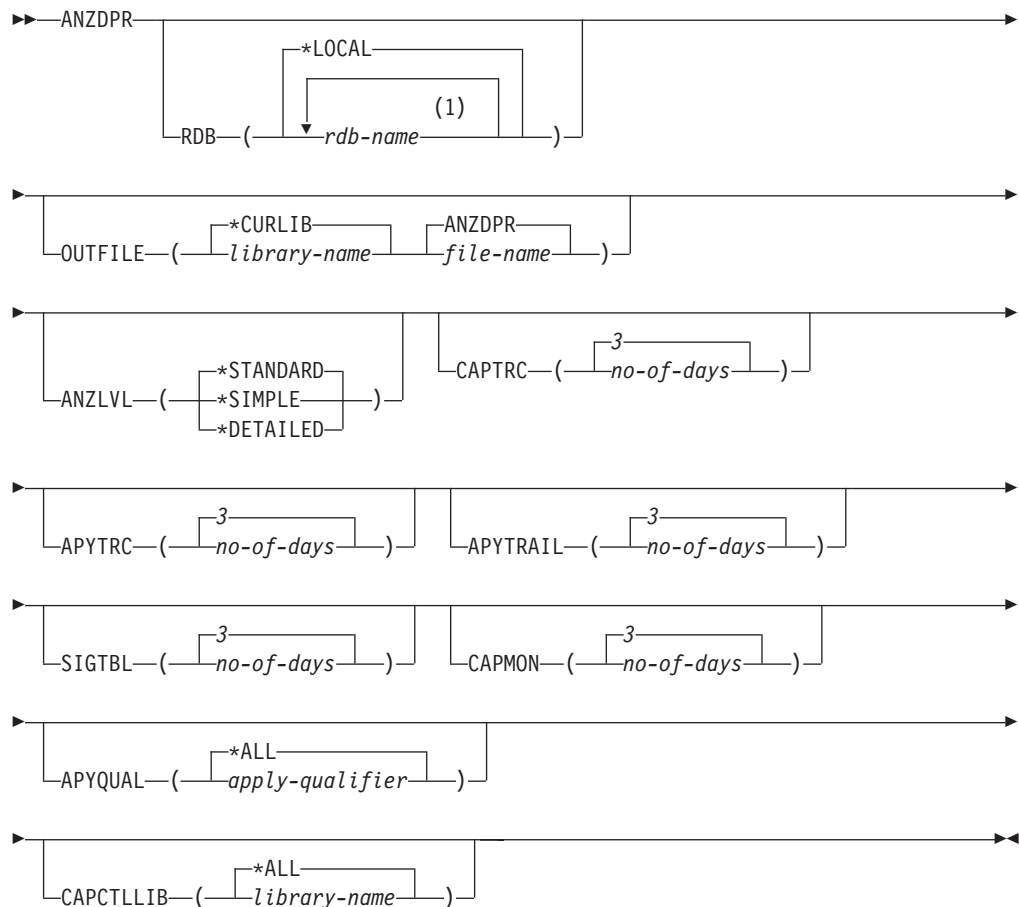 ANZDPR
*LOCAL
(1)
RDB ( rdb-name )
*CURLIB ANZDPR
OUTFILE ( library-name file-name )
*STANDARD 3
ANZLVL ( *SIMPLE ) CAPTRC ( no-of-days )
*DETAILED
3 3
APYTRC ( no-of-days ) APYTRAIL ( no-of-days )
3 3
SIGTBL ( no-of-days ) CAPMON ( no-of-days )
*ALL
APYQUAL ( apply-qualifier )
*ALL
CAPCTLLIB ( library-name )